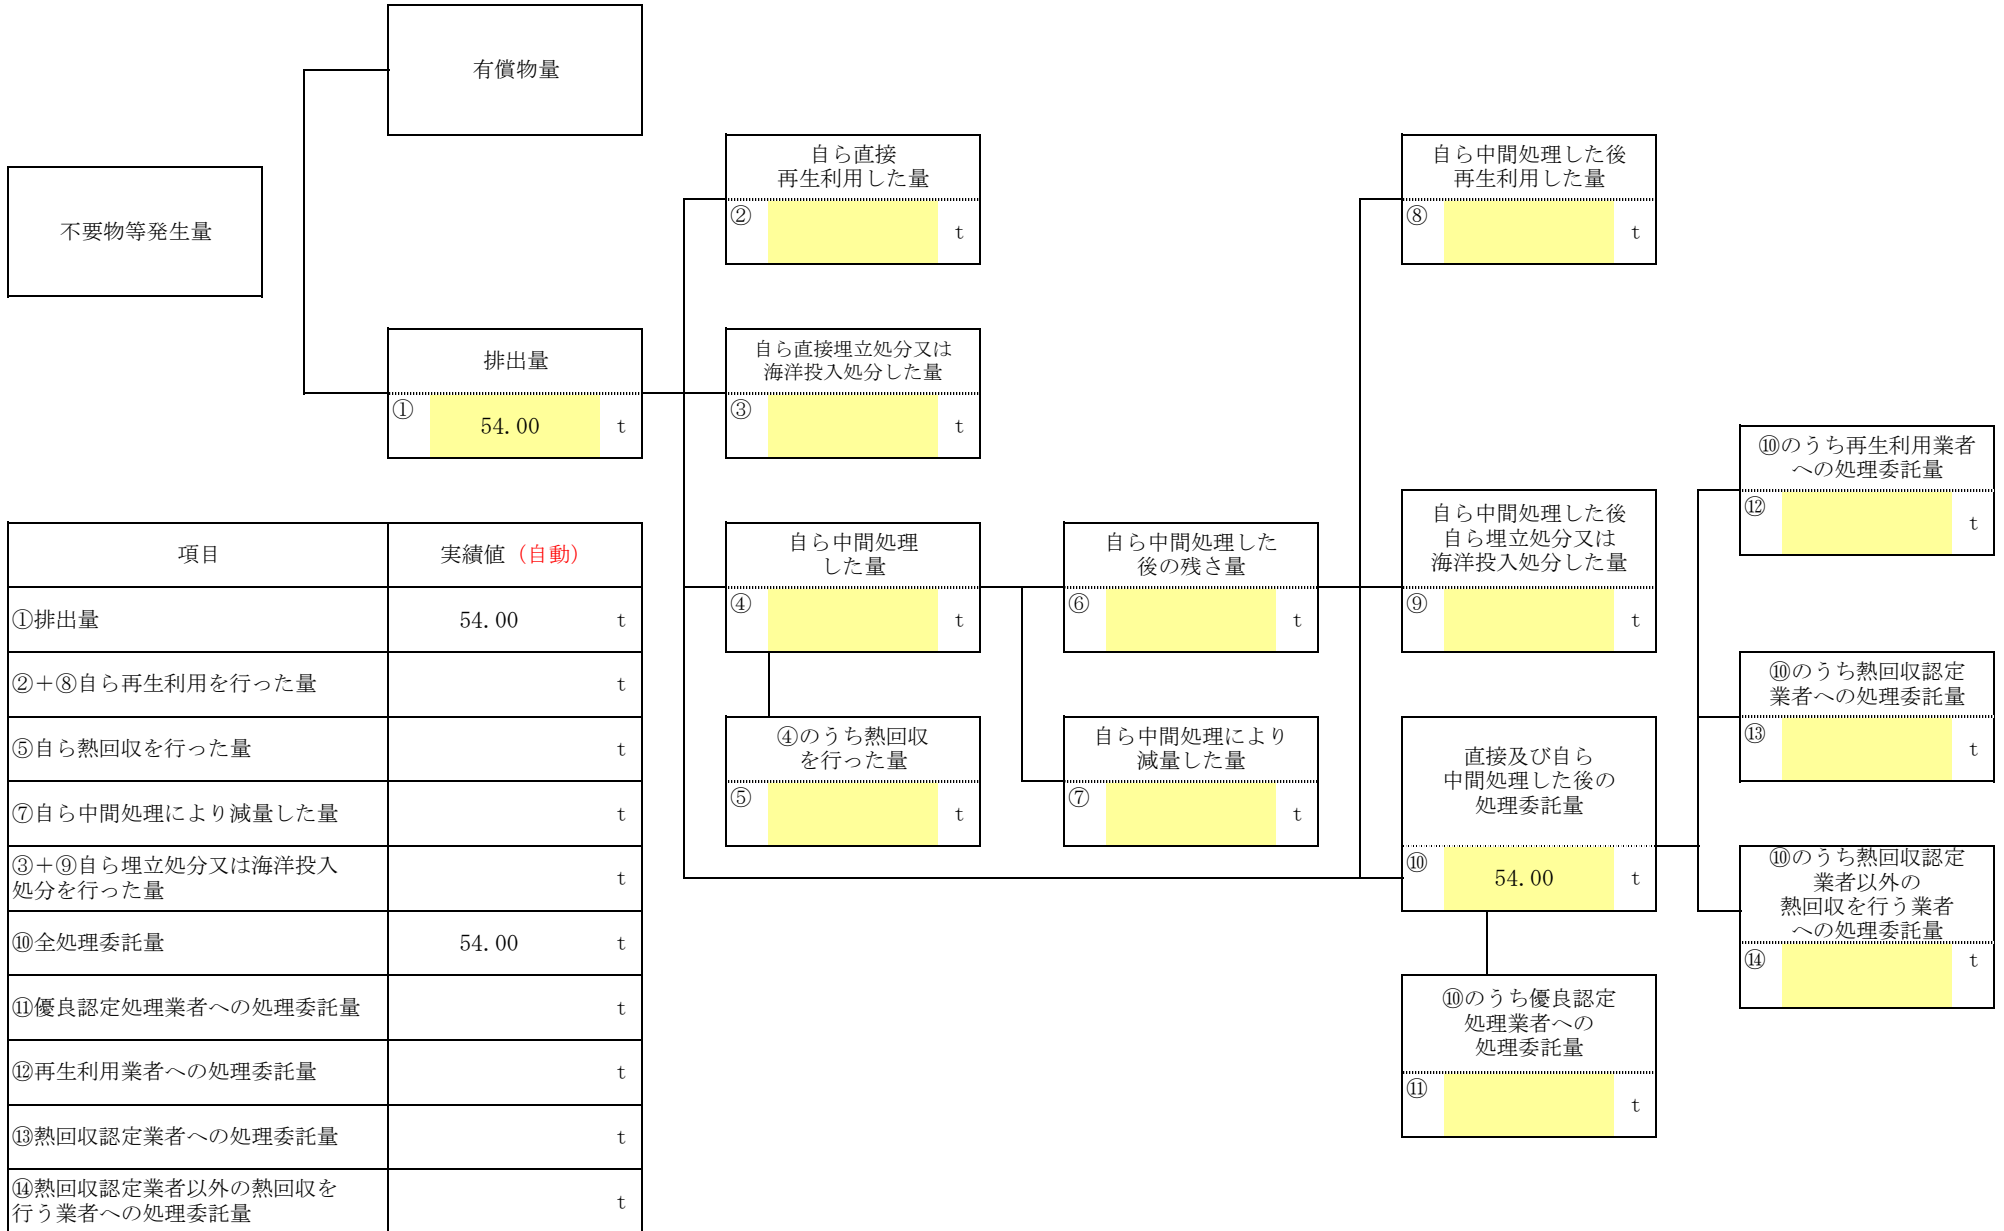 有償物量
不要物等発生量
排出量
①
54.00
t
自ら直接
再生利用した量
②
t
自ら直接埋立処分又は
海洋投入処分した量
③
t
自ら中間処理
した量
④
t
④のうち熱回収
を行った量
⑤
t
自ら中間処理した
後の残さ量
⑥
t
自ら中間処理により
減量した量
⑦
t
自ら中間処理した後
再生利用した量
⑧
t
自ら中間処理した後
自ら埋立処分又は
海洋投入処分した量
⑨
t
直接及び自ら
中間処理した後の
処理委託量
⑩
54.00
t
⑩のうち優良認定
処理業者への
処理委託量
⑪
t
⑩のうち再生利用業者
への処理委託量
⑫
t
⑩のうち熱回収認定
業者への処理委託量
⑬
t
⑩のうち熱回収認定
業者以外の
熱回収を行う業者
への処理委託量
⑭
t
項目 実績値（自動）
①排出量 54.00 t
②＋⑧自ら再生利用を行った量 t
⑤自ら熱回収を行った量 t
⑦自ら中間処理により減量した量 t
③＋⑨自ら埋立処分又は海洋投入
処分を行った量 t
⑩全処理委託量 54.00 t
⑪優良認定処理業者への処理委託量 t
⑫再生利用業者への処理委託量 t
⑬熱回収認定業者への処理委託量 t
⑭熱回収認定業者以外の熱回収を
行う業者への処理委託量 t